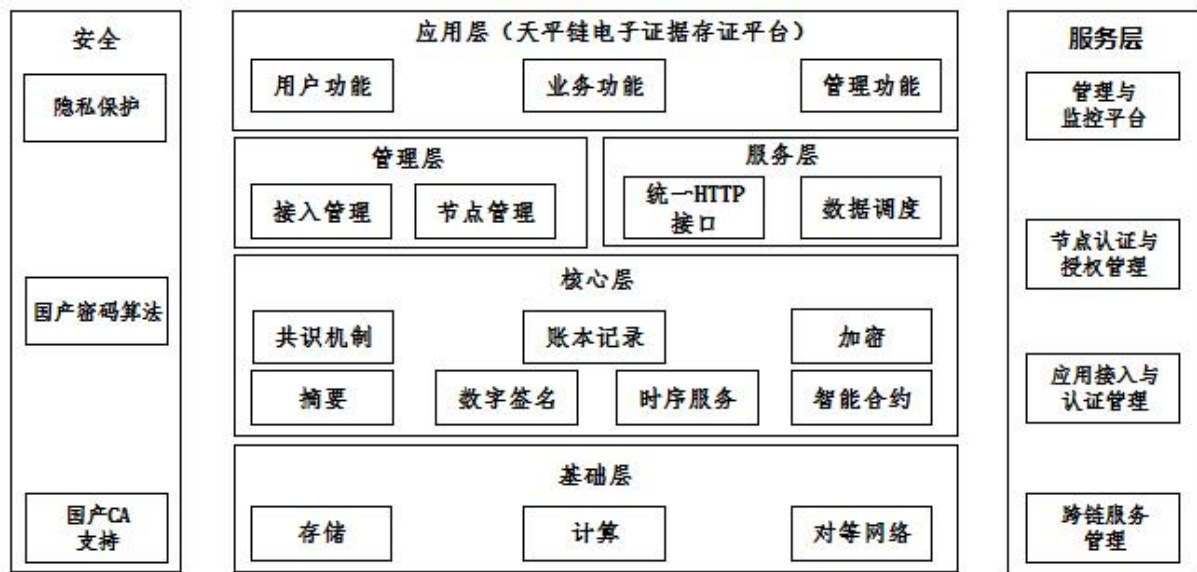 安全
隐私保护
国产密码算法
国产CA
支持
应用层（天平链电子证据存证平台）
用户功能
业务功能
管理功能
管理层
接入管理
节点管理
服务层
统一HTTP
接口
数据调度
核心层
共识机制
账本记录
加密
摘要
数字签名
时序服务
智能合约
基础层
存储
计算
对等网络
服务层
管理与
监控平台
节点认证与
授权管理
应用接入与
认证管理
跨链服务
管理